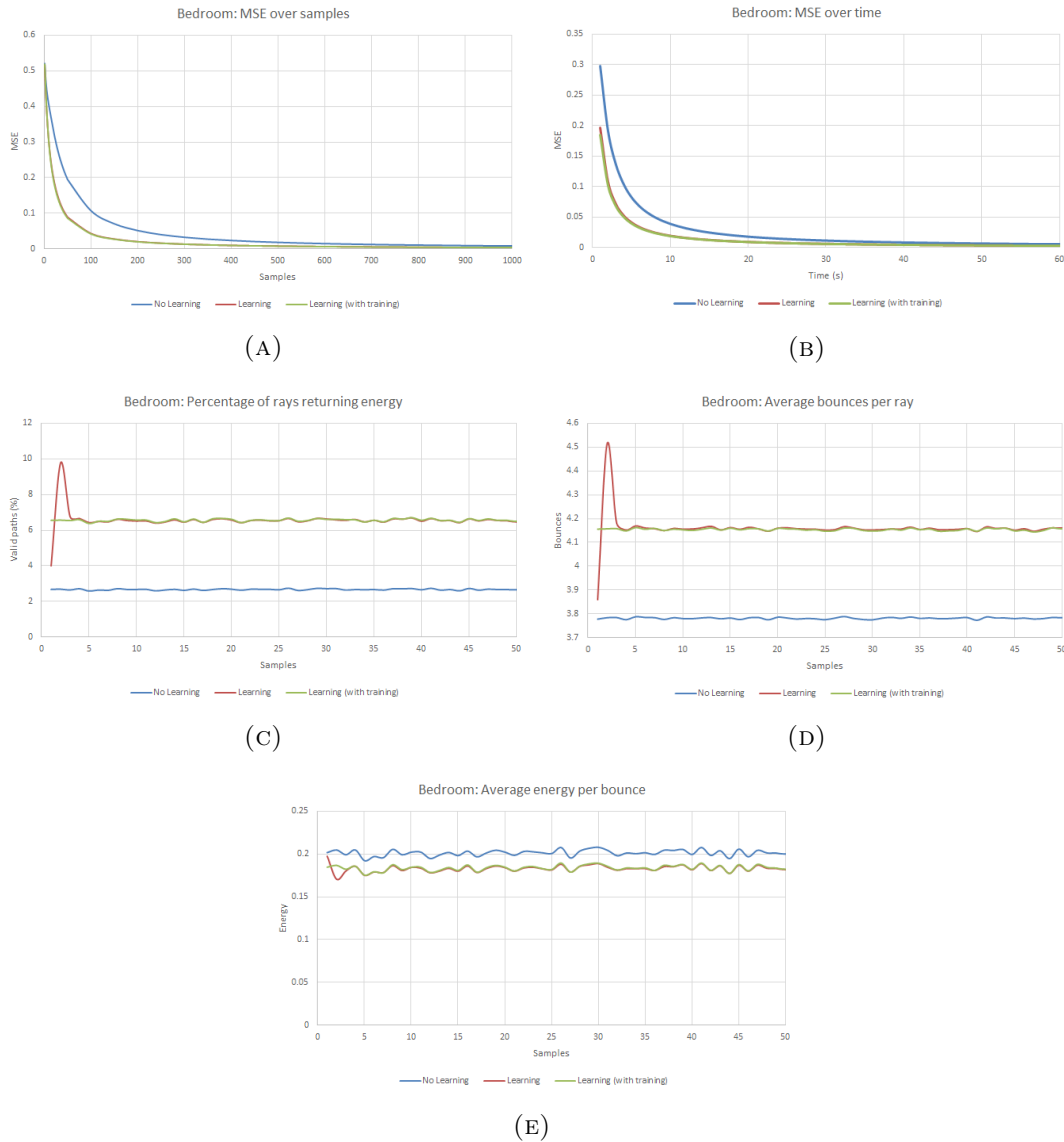 Bedroom: MSE over samples
0.6
0.5
0.4
0.3
0.2
0.1
0
MSE
0 100 200 300 400 500 600 700 800 900 1000
Samples
No Learning Learning Learning (with training)
(A)
Bedroom: MSE over time
0.35
0.3
0.25
0.2
0.15
0.1
0.05
0
MSE
0 10 20 30 40 50 60
Time (s)
No Learning Learning Learning (with training)
(B)
Bedroom: Percentage of rays returning energy
12
10
8
6
4
2
0
Valid paths (%)
0 5 10 15 20 25 30 35 40 45 50
Samples
No Learning Learning Learning (with training)
(C)
Bedroom: Average bounces per ray
4.6
4.5
4.4
4.3
4.2
4.1
4
3.9
3.8
3.7
Bounces
0 5 10 15 20 25 30 35 40 45 50
Samples
No Learning Learning Learning (with training)
(D)
Bedroom: Average energy per bounce
0.25
0.2
0.15
0.1
0.05
0
Energy
0 5 10 15 20 25 30 35 40 45 50
Samples
No Learning Learning Learning (with training)
(E)